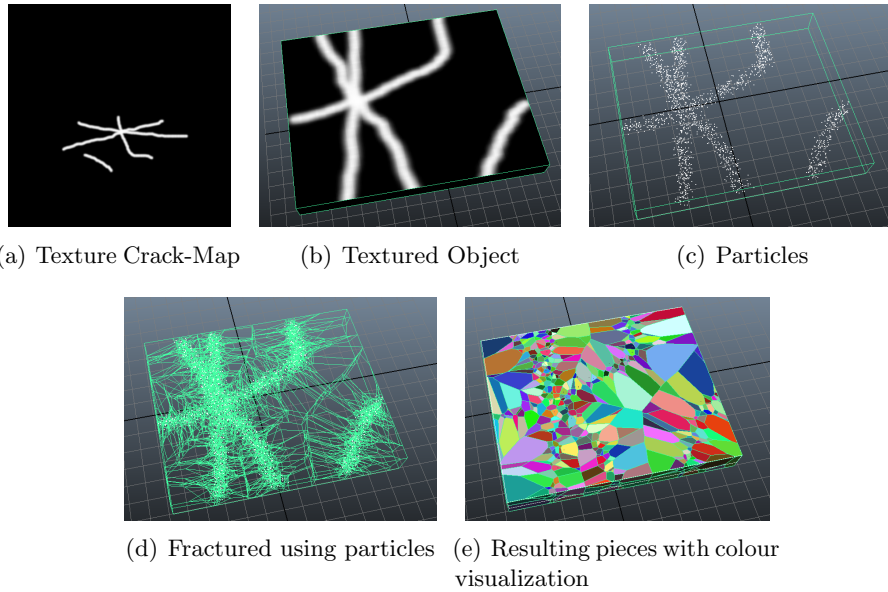 (a) Texture Crack-Map
(b) Textured Object
(c) Particles
(d) Fractured using particles
(e) Resulting pieces with colour
visualization